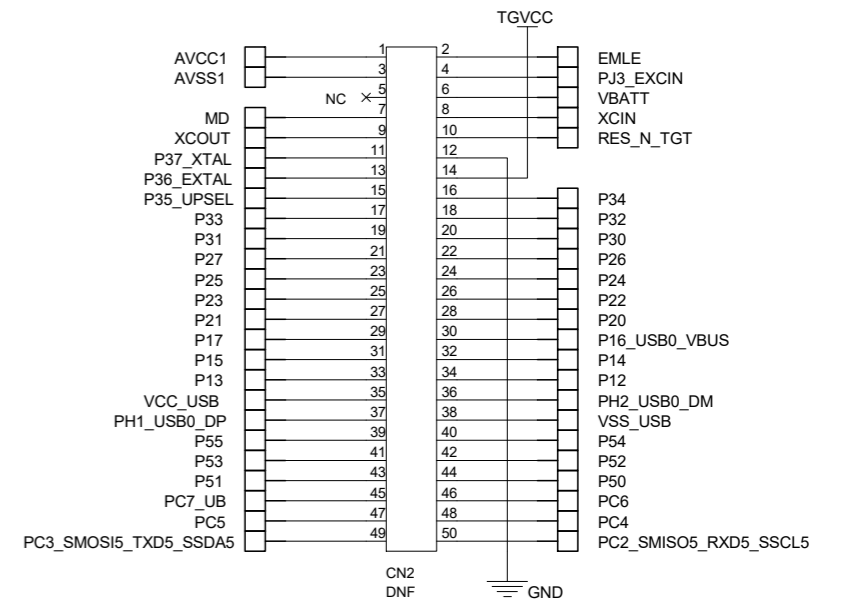 TGVCC
AVCC1 1 2 EMLE
AVSS1 3 4 PJ3_EXCIN
NC 5 6 VBATT
MD 7 8 XCIN
XCOUT 9 10 RES_N_TGT
P37_XTAL 11 12
P36_EXTAL 13 14
P35_UPSEL 15 16 P34
P33 17 18 P32
P31 19 20 P30
P27 21 22 P26
P25 23 24 P24
P23 25 26 P22
P21 27 28 P20
P17 29 30 P16_USB0_VBUS
P15 31 32 P14
P13 33 34 P12
VCC_USB 35 36 PH2_USB0_DM
PH1_USB0_DP 37 38 VSS_USB
P55 39 40 P54
P53 41 42 P52
P51 43 44 P50
PC7_UB 45 46 PC6
PC5 47 48 PC4
PC3_SMOSI5_TXD5_SSDA5 49 50 PC2_SMISO5_RXD5_SSCL5
CN2
DNF GND